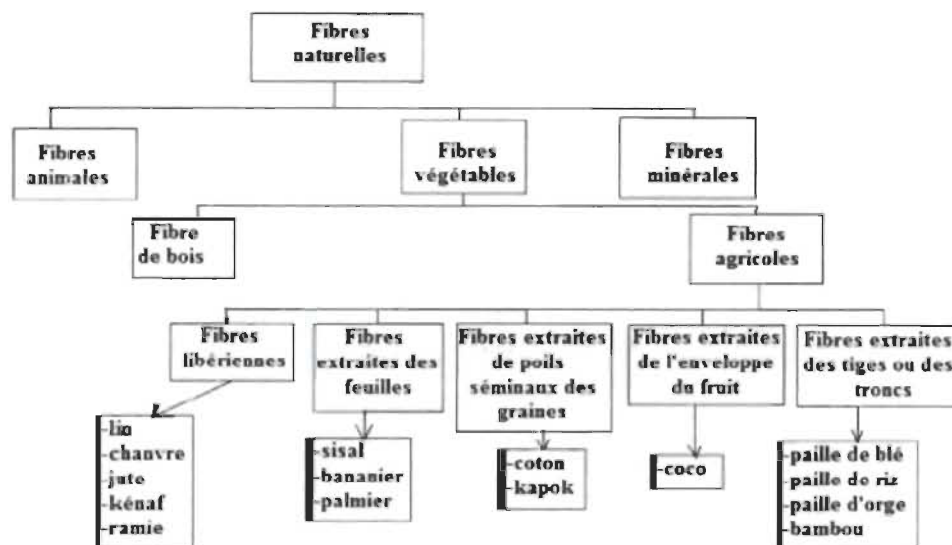 Fibres
naturelles
Fibres
animales
Fibres
végétables
Fibres
minérales
Fibre
de bois
Fibres
agricoles
Fibres
libériennes
Fibres
extraites des
feuilles
Fibres extraites
de poils
séminaux des
graines
Fibres extraites
de l'enveloppe
du fruit
Fibres extraites
des tiges ou des
troncs
-lin
-chanvre
-jute
-kénaf
-ramie
-sisal
-bananier
-palmier
-coton
-kapok
-coco
-paille de blé
-paille de riz
-paille d'orge
-bambou